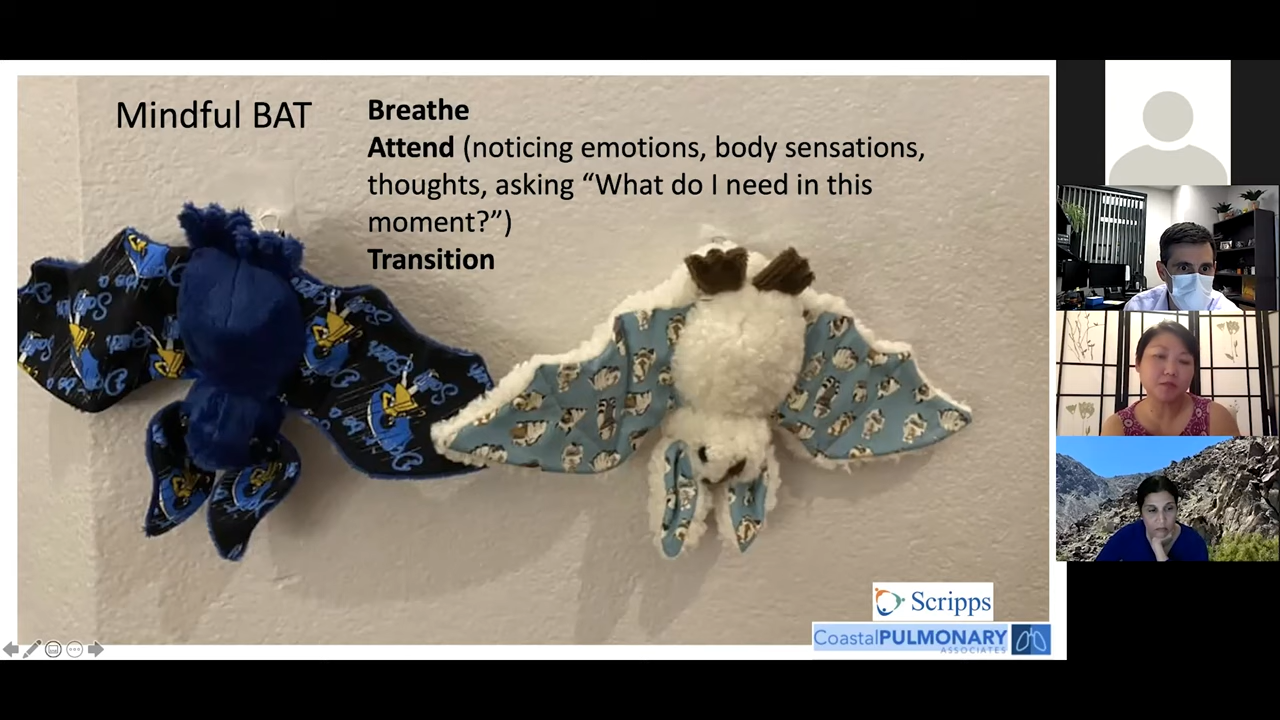 Mindful BAT
Breathe
Attend (noticing emotions, body sensations,
thoughts, asking “What do I need in this
moment?”)
Transition
Scripps
CoastalPULMONARY
ASSOCIATES